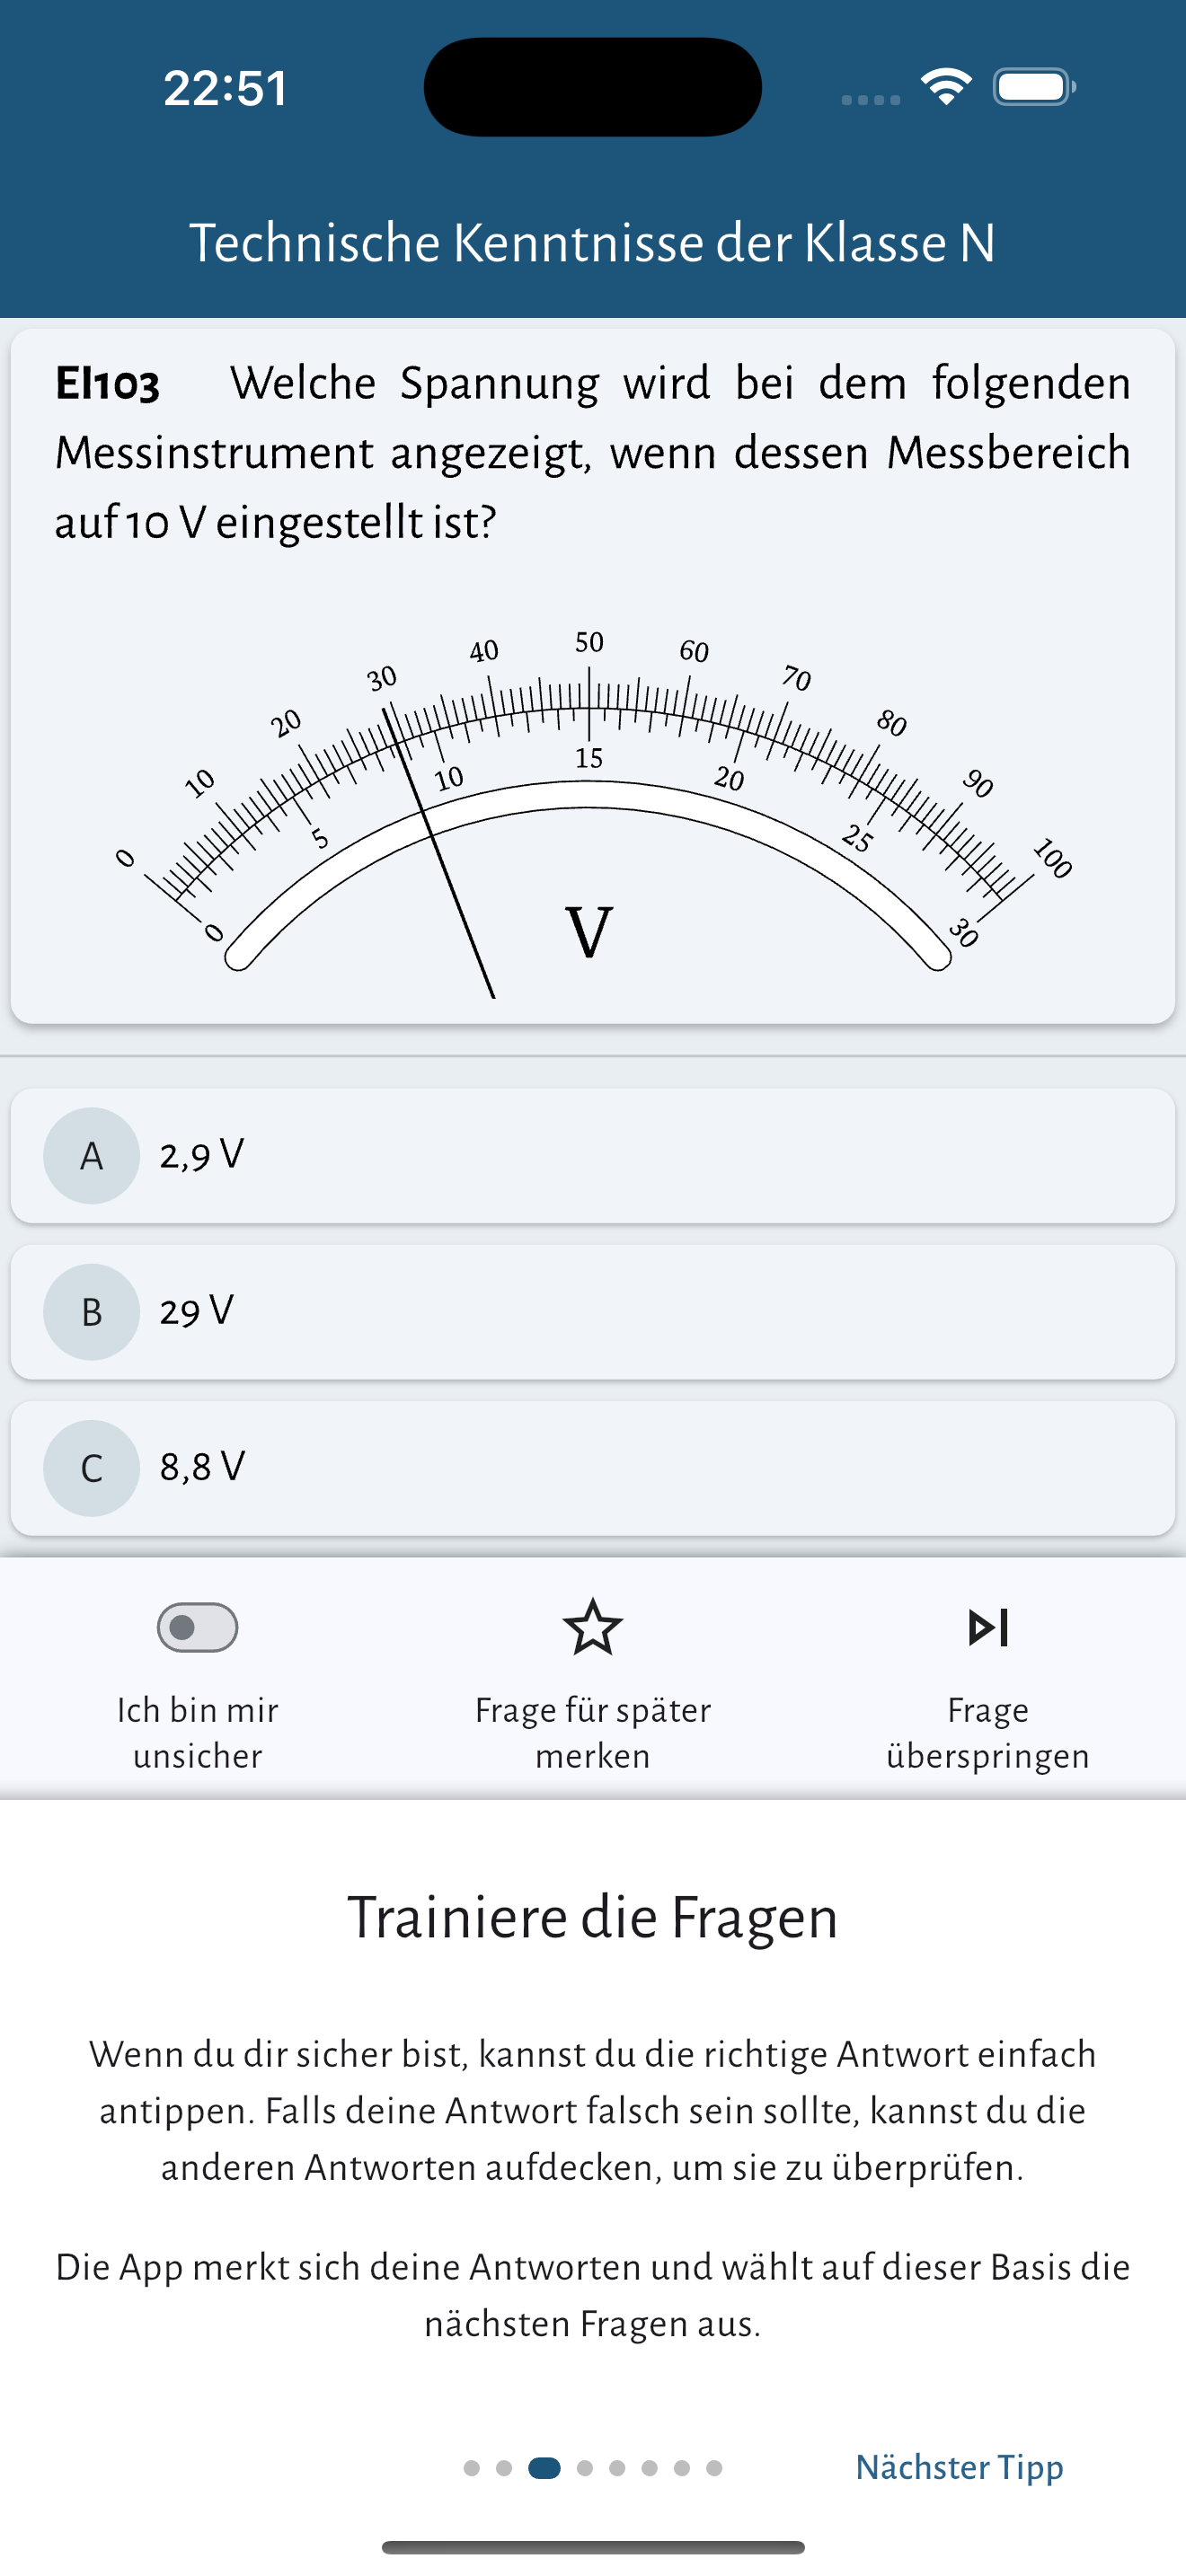 22:51
Technische Kenntnisse der Klasse N
EI103 Welche Spannung wird bei dem folgenden
Messinstrument angezeigt, wenn dessen Messbereich
auf 10 V eingestellt ist?
0 10 20 30 40 50 60 70 80 90 100
0 5 10 15 20 25 30
V
A 2,9 V
B 29 V
C 8,8 V
Ich bin mir
unsicher
Frage für später
merken
Frage
überspringen
Trainiere die Fragen
Wenn du dir sicher bist, kannst du die richtige Antwort einfach
antippen. Falls deine Antwort falsch sein sollte, kannst du die
anderen Antworten aufdecken, um sie zu überprüfen.
Die App merkt sich deine Antworten und wählt auf dieser Basis die
nächsten Fragen aus.
Nächster Tipp